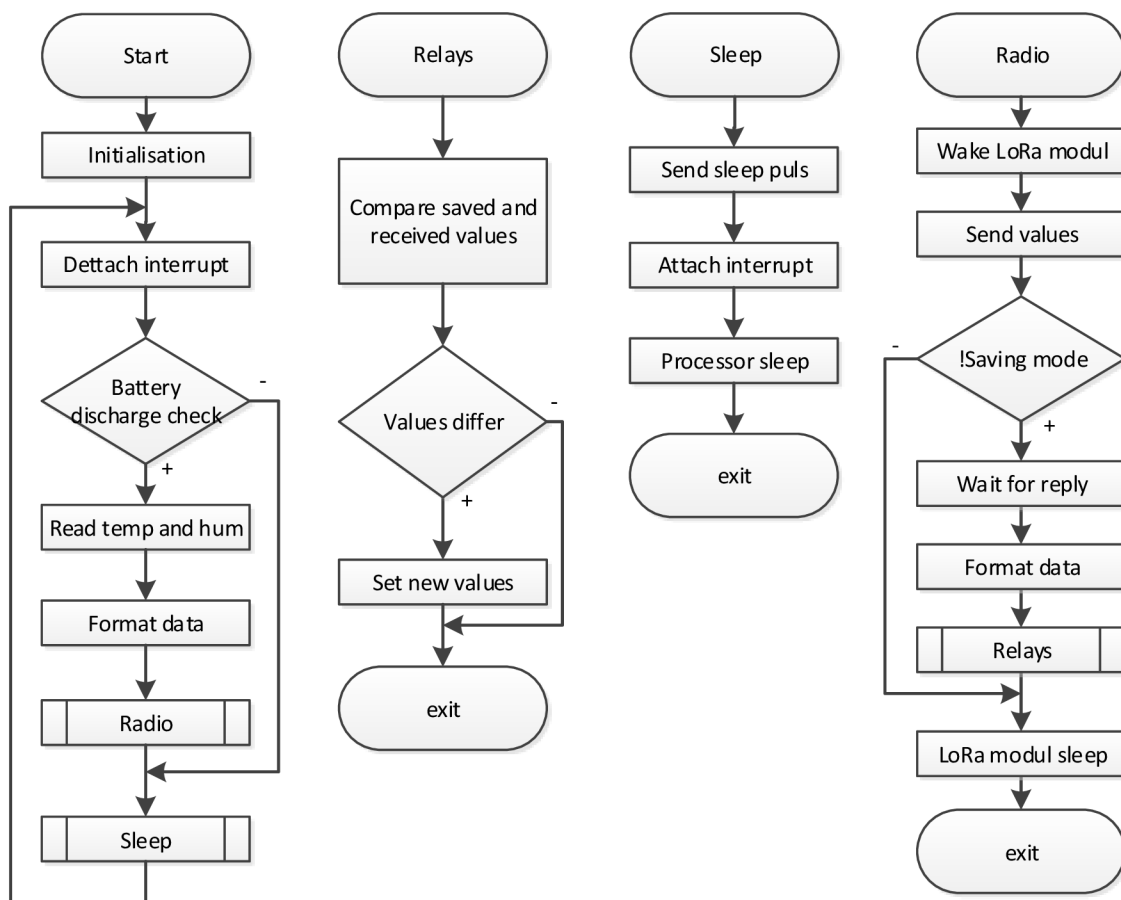 Start
Initialisation
Dettach interrupt
Battery
discharge check
-
+
Read temp and hum
Format data
Radio
Sleep
Relays
Compare saved and
received values
Values differ
-
+
Set new values
exit
Sleep
Send sleep puls
Attach interrupt
Processor sleep
exit
Radio
Wake LoRa modul
Send values
-
!Saving mode
+
Wait for reply
Format data
Relays
LoRa modul sleep
exit